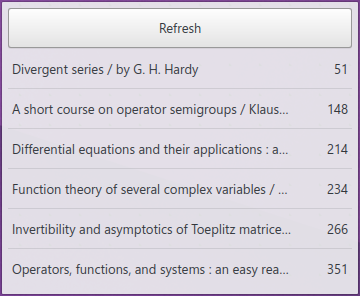 Refresh
Divergent series / by G. H. Hardy 51
A short course on operator semigroups / Klaus... 148
Differential equations and their applications : a... 214
Function theory of several complex variables / ... 234
Invertibility and asymptotics of Toeplitz matrice... 266
Operators, functions, and systems : an easy rea... 351